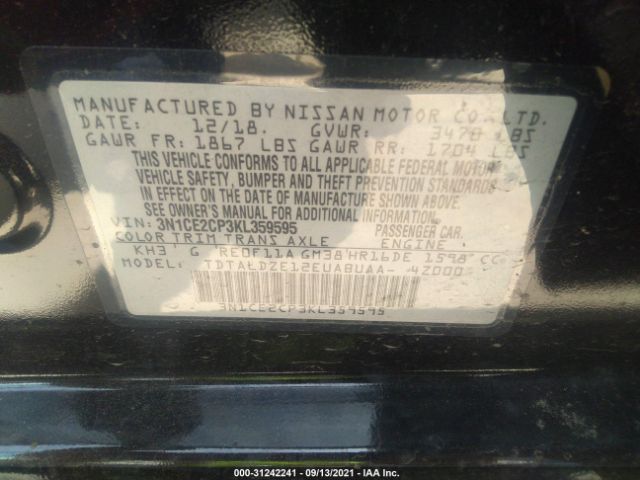 MANUFACTURED BY NISSAN MOTOR CO.,LTD.
DATE: 12/18. GVWR: 3470 LBS
GAWR FR: 1867 LBS GAWR RR: 1704 LBS
THIS VEHICLE CONFORMS TO ALL APPLICABLE FEDERAL MOTOR
VEHICLE SAFETY, BUMPER AND THEFT PREVENTION STANDARDS
IN EFFECT ON THE DATE OF MANUFACTURE SHOWN ABOVE.
SEE OWNER'S MANUAL FOR ADDITIONAL INFORMATION.
VIN: 3N1CE2CP3KL359595 PASSENGER CAR.
COLOR TRIM TRANS AXLE ENGINE
KH3 G RE0F11A GM38 HR16DE 1598 CC
MODEL: TDTALDZE12EUA8UAA- 42000
3N1CE2CP3KL359595
000-31242241 | 09/13/2021 | IAA Inc.